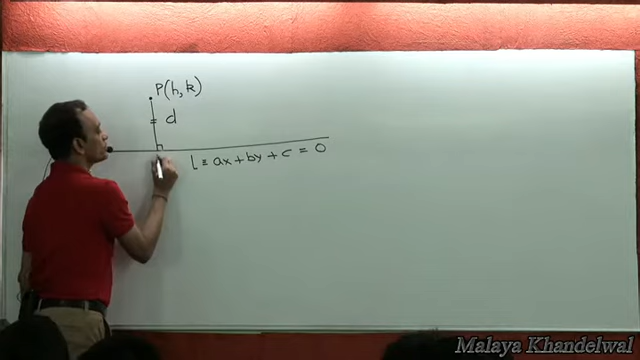 P(h, k)
d
L ≡ ax + by + c = 0
Malaya Khandelwal